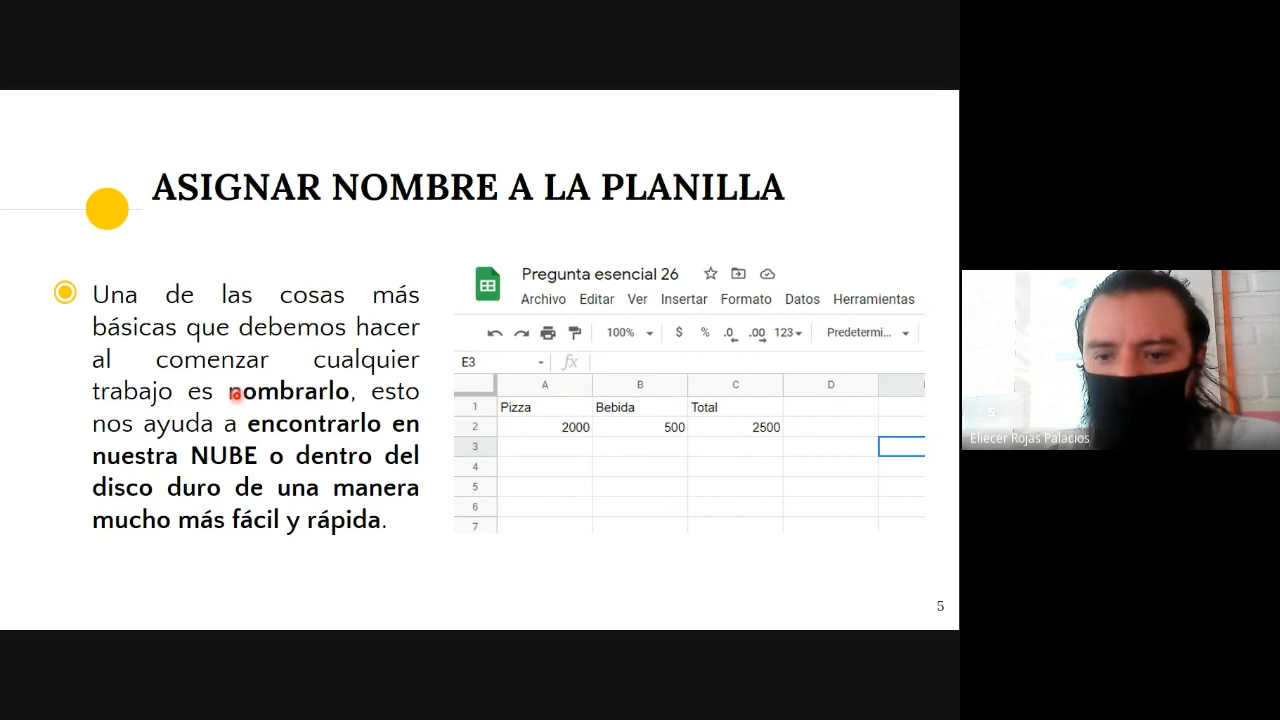 ASIGNAR NOMBRE A LA PLANILLA
Una de las cosas más
básicas que debemos hacer
al comenzar cualquier
trabajo es nombrarlo, esto
nos ayuda a encontrarlo en
nuestra NUBE o dentro del
disco duro de una manera
mucho más fácil y rápida.
Pregunta esencial 26
Archivo Editar Ver Insertar Formato Datos Herramientas
100% $ % .0 .00 123 Predetermi...
E3 fx
A B C D
1 Pizza Bebida Total
2 2000 500 2500
3
4
5
6
7
5
Eliecer Rojas Palacios